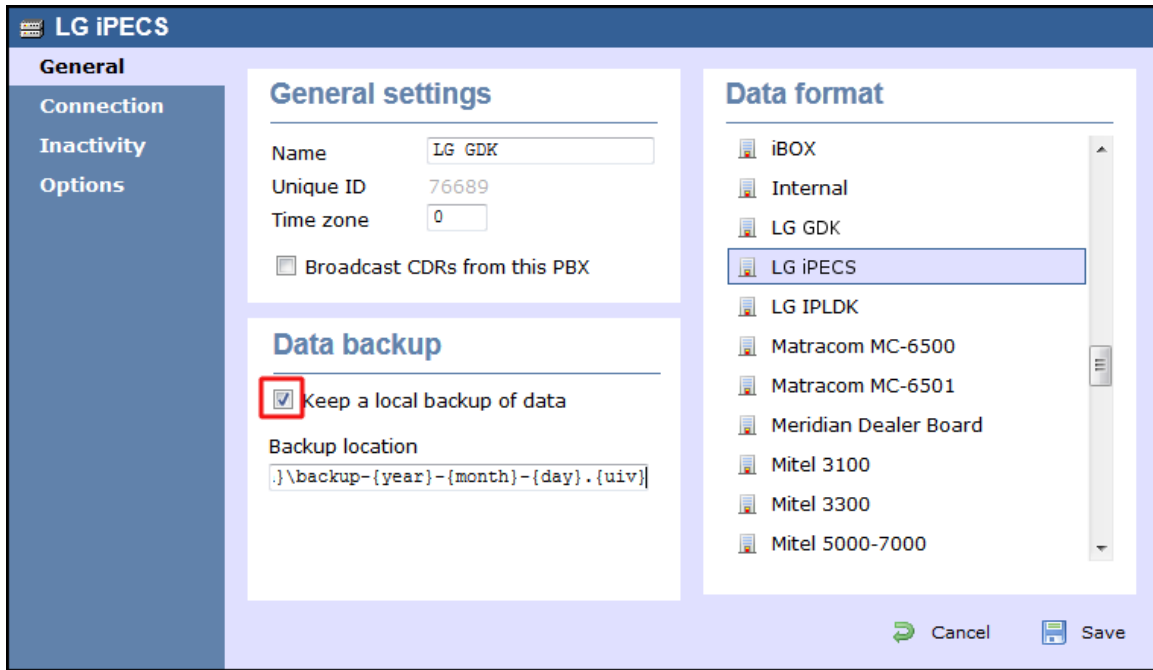 LG iPECS
General
Connection
Inactivity
Options
General settings
Name LG GDK
Unique ID 76689
Time zone 0
Broadcast CDRs from this PBX
Data backup
Keep a local backup of data
Backup location
.}\backup-{year}-{month}-{day}.{uiv}
Data format
iBOX
Internal
LG GDK
LG iPECS
LG IPLDK
Matracom MC-6500
Matracom MC-6501
Meridian Dealer Board
Mitel 3100
Mitel 3300
Mitel 5000-7000
Cancel Save